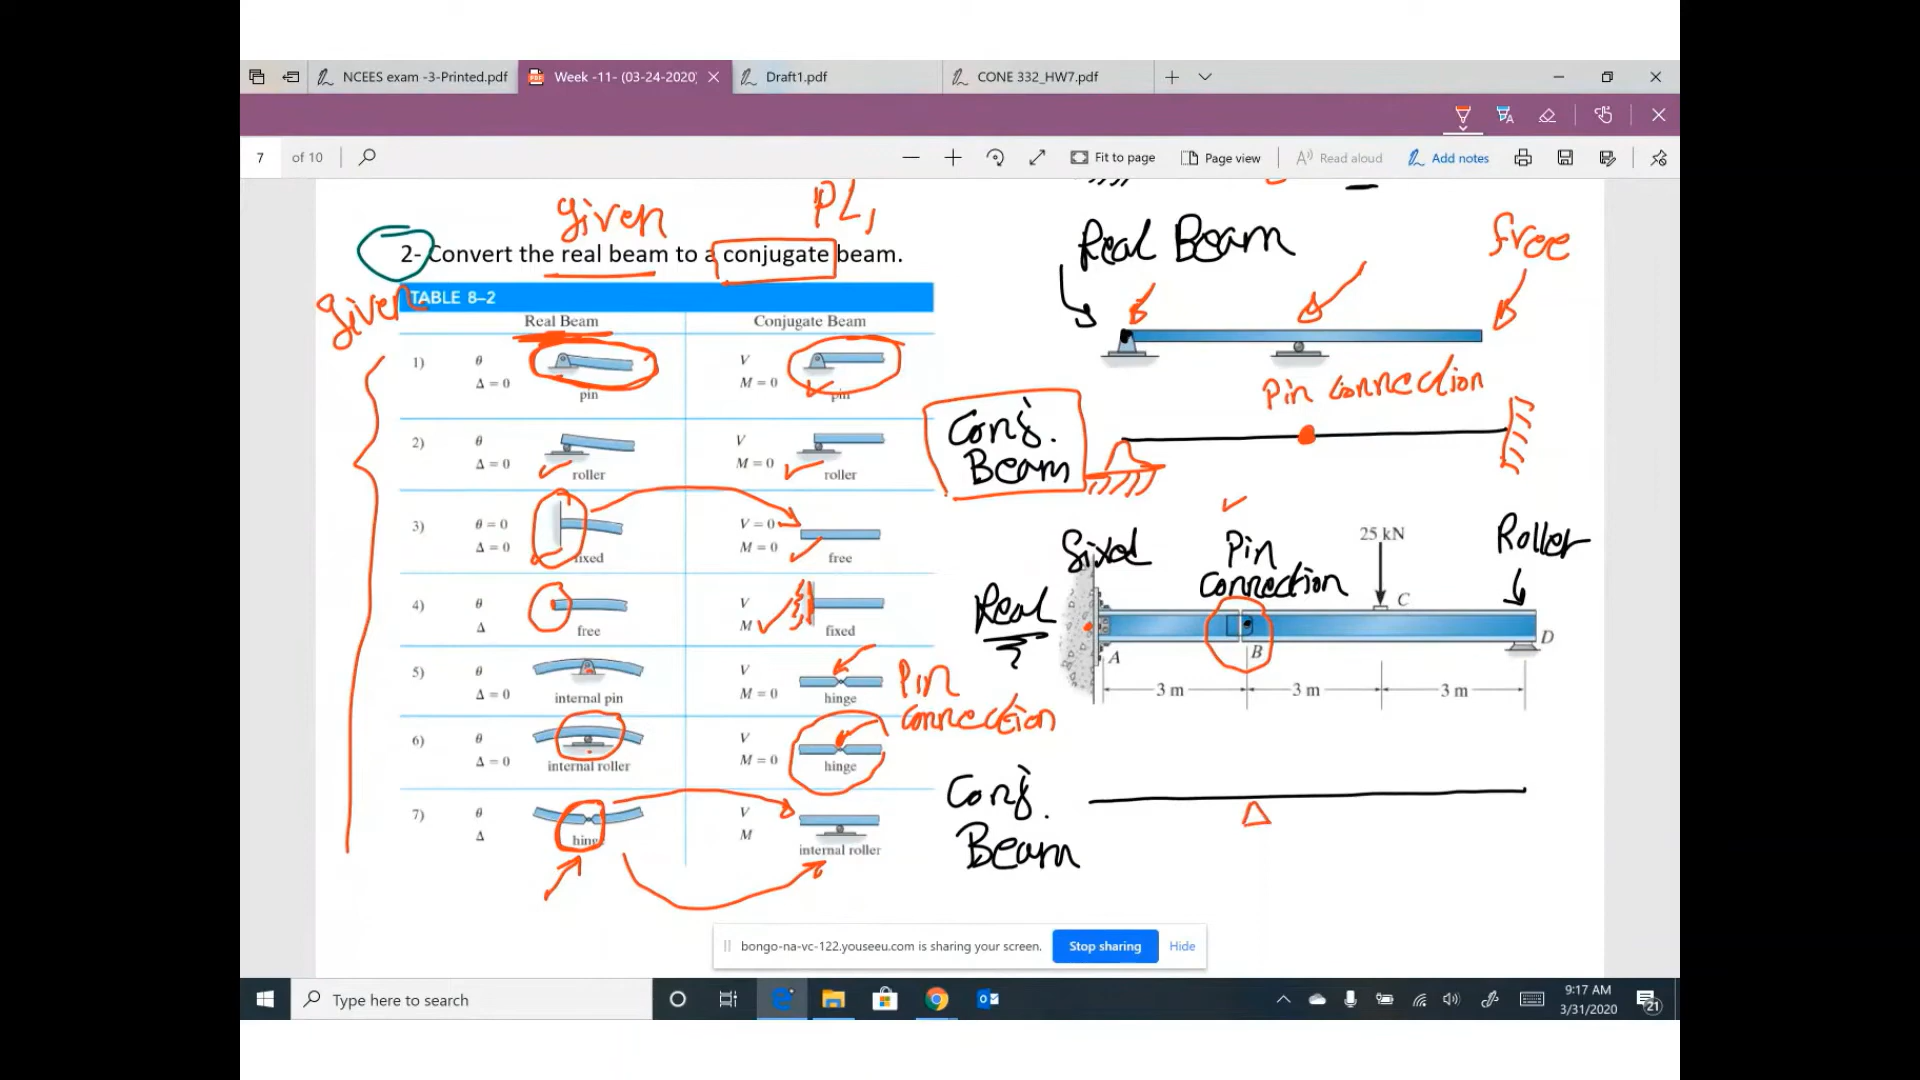 NCEES exam -3-Printed.pdf
Week -11- (03-24-2020)
Draft1.pdf
CONE 332_HW7.pdf
7 of 10
Fit to page
Page view
Read aloud
Add notes
given
PL,
2- Convert the real beam to a conjugate beam.
given
TABLE 8–2
Real Beam
Conjugate Beam
1)
θ
Δ = 0
pin
V
M = 0
pin
2)
θ
Δ = 0
roller
V
M = 0
roller
3)
θ = 0
Δ = 0
fixed
V = 0
M = 0
free
4)
θ
Δ
free
V
M
fixed
5)
θ
Δ = 0
internal pin
V
M = 0
hinge
Pin
connection
6)
θ
Δ = 0
internal roller
V
M = 0
hinge
7)
θ
Δ
V
M
internal roller
Real Beam
free
Pin connection
Conj.
Beam
Real
Pin
connection
25 kN
Roller
C
A
B
D
3 m
3 m
3 m
Conj.
Beam
bongo-na-vc-122.youseeu.com is sharing your screen.
Stop sharing
Hide
Type here to search
9:17 AM
3/31/2020
21